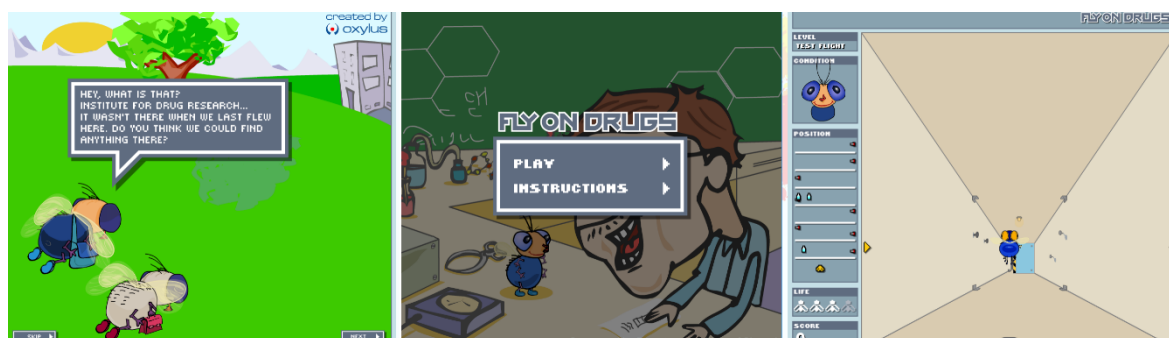 created by
oxylus
HEY, WHAT IS THAT?
INSTITUTE FOR DRUG RESEARCH...
IT WASN'T THERE WHEN WE LAST FLEW
HERE. DO YOU THINK WE COULD FIND
ANYTHING THERE?
SKIP
NEXT
FLY ON DRUGS
PLAY
INSTRUCTIONS
FLY ON DRUGS
LEVEL
TEST FLIGHT
CONDITION
POSITION
LIFE
SCORE